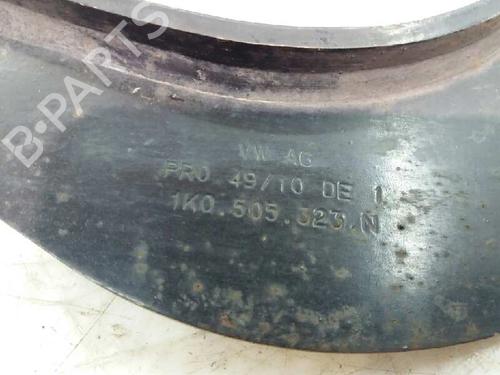 B-PARTS
VW AG
PRO 49/10 DE 1
1K0.505.323.N